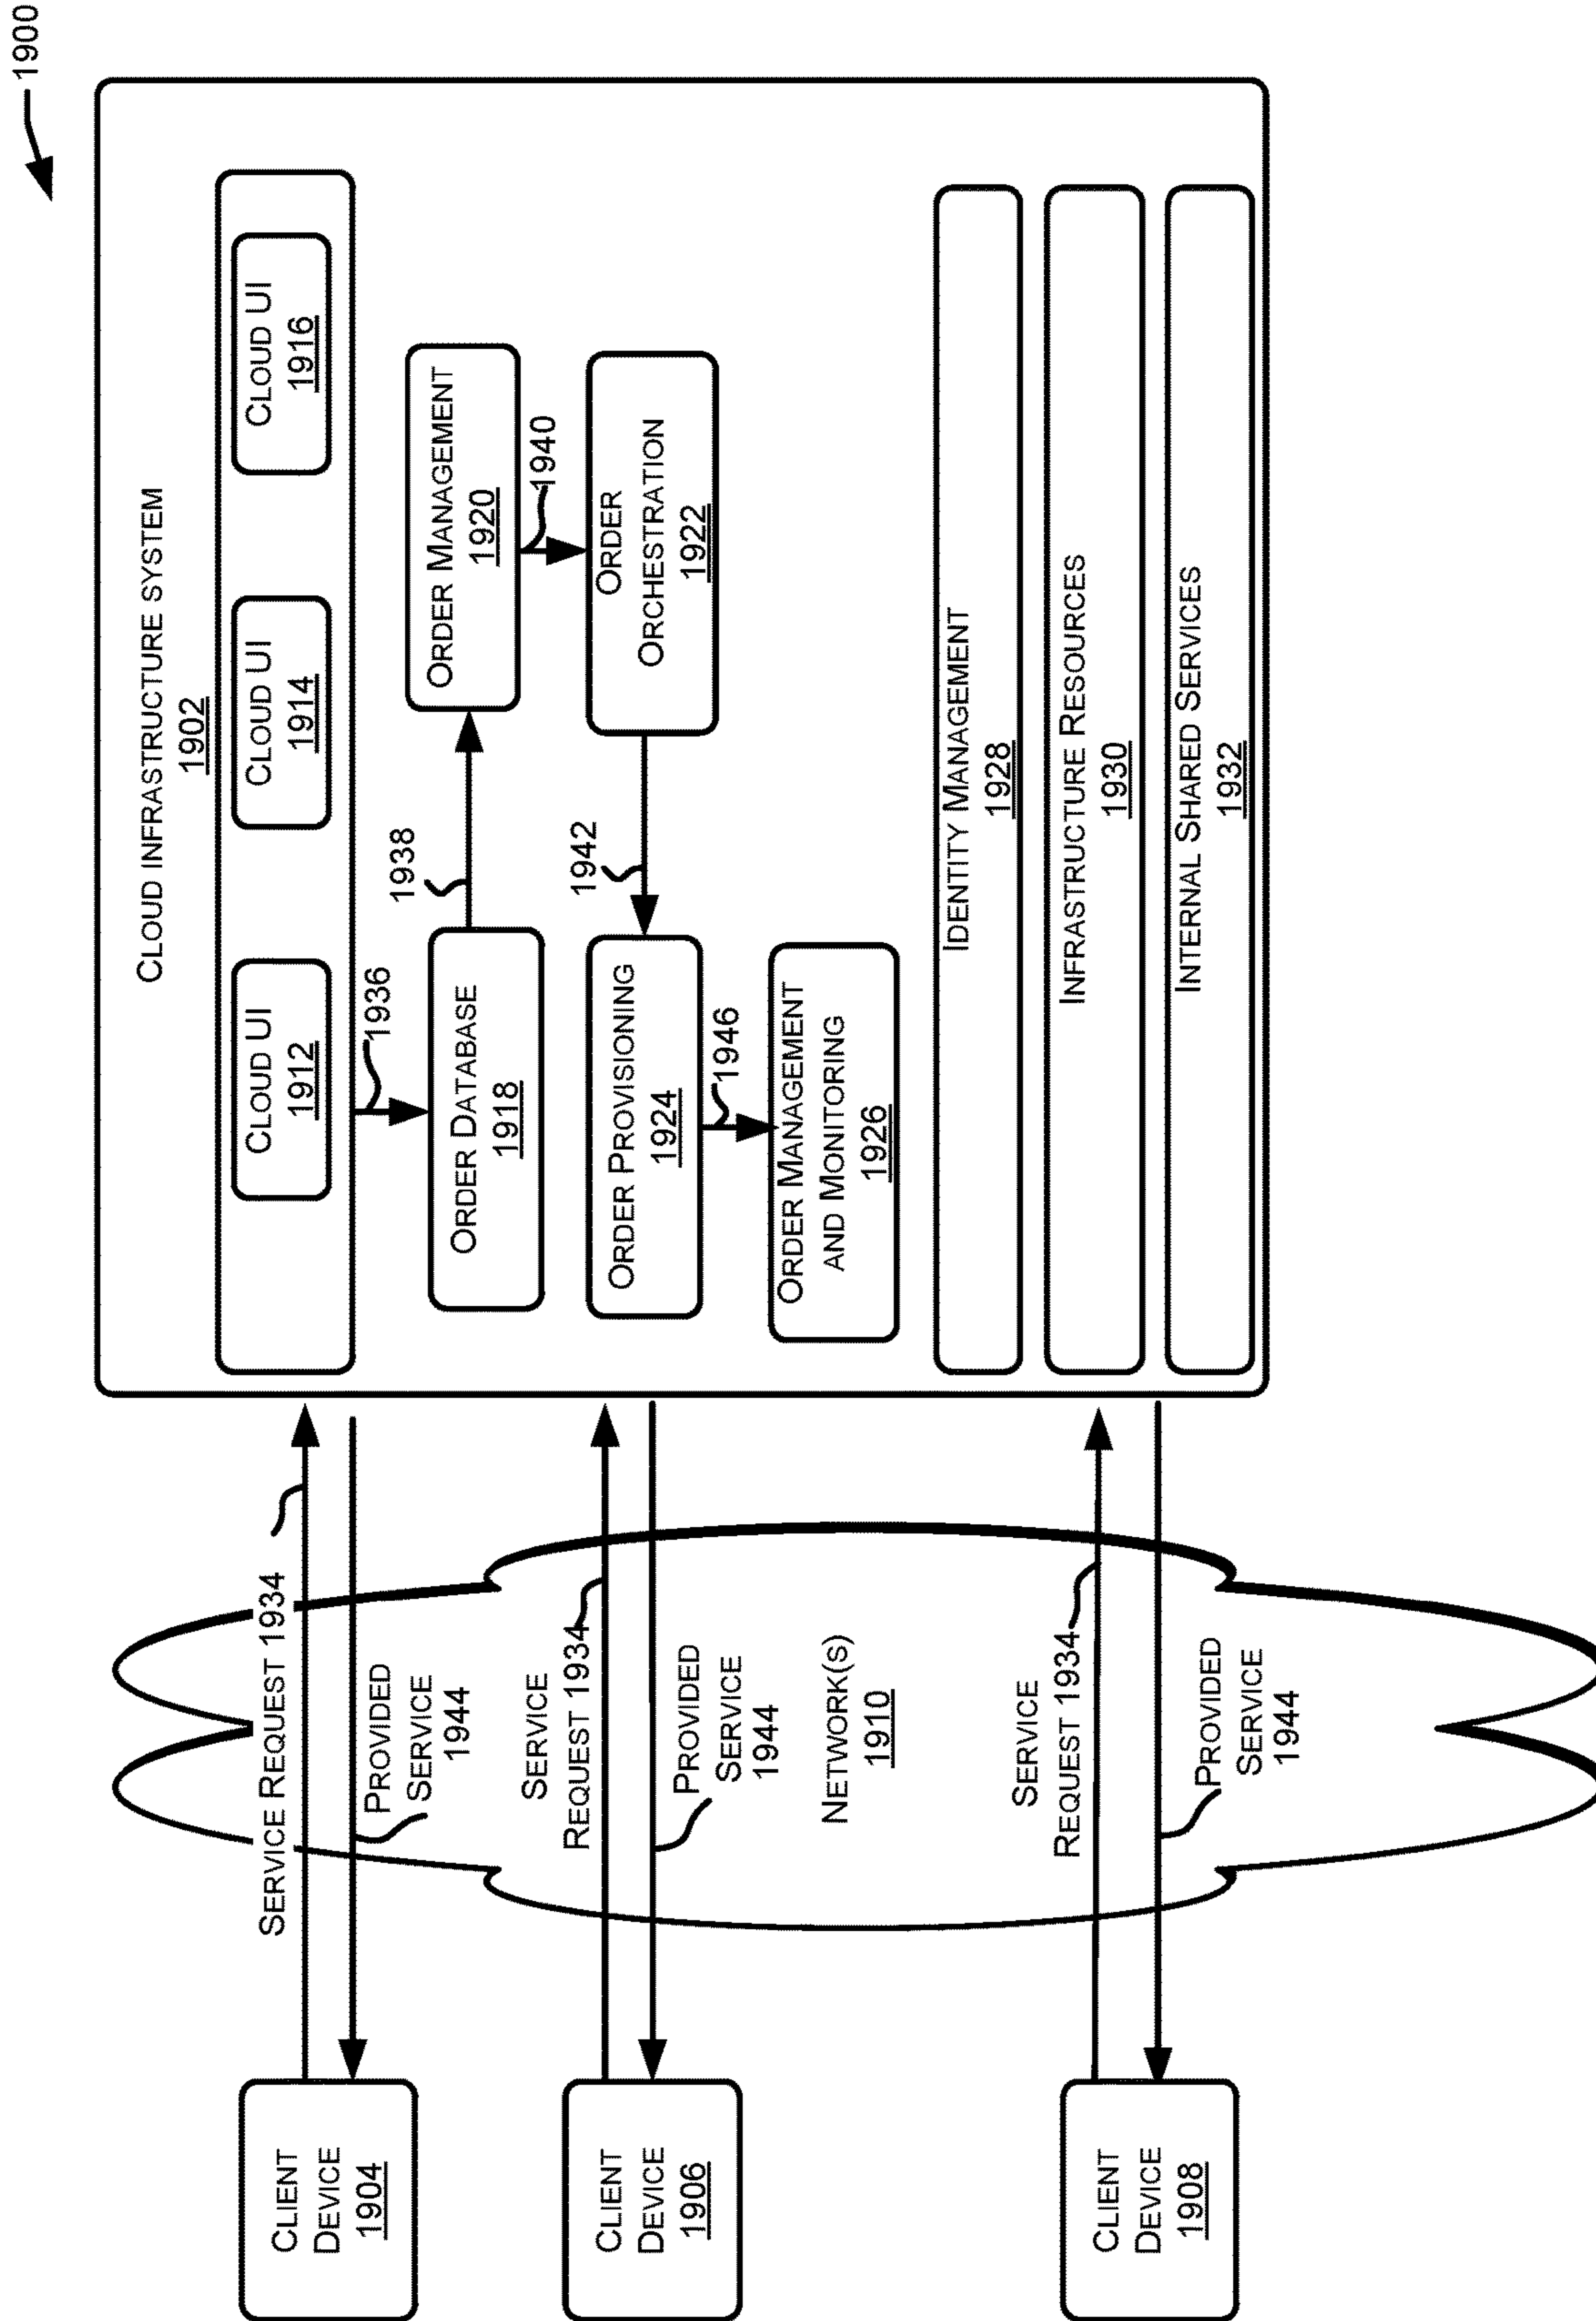 1900
CLOUD INFRASTRUCTURE SYSTEM
1902
CLOUD UI
1912
CLOUD UI
1914
CLOUD UI
1916
1936
ORDER DATABASE
1918
1938
ORDER MANAGEMENT
1920
1940
ORDER
ORCHESTRATION
1922
1942
ORDER PROVISIONING
1924
1946
ORDER MANAGEMENT
AND MONITORING
1926
IDENTITY MANAGEMENT
1928
INFRASTRUCTURE RESOURCES
1930
INTERNAL SHARED SERVICES
1932
CLIENT
DEVICE
1904
SERVICE REQUEST 1934
PROVIDED
SERVICE
1944
CLIENT
DEVICE
1906
SERVICE
REQUEST 1934
PROVIDED
SERVICE
1944
NETWORK(S)
1910
CLIENT
DEVICE
1908
SERVICE
REQUEST 1934
PROVIDED
SERVICE
1944